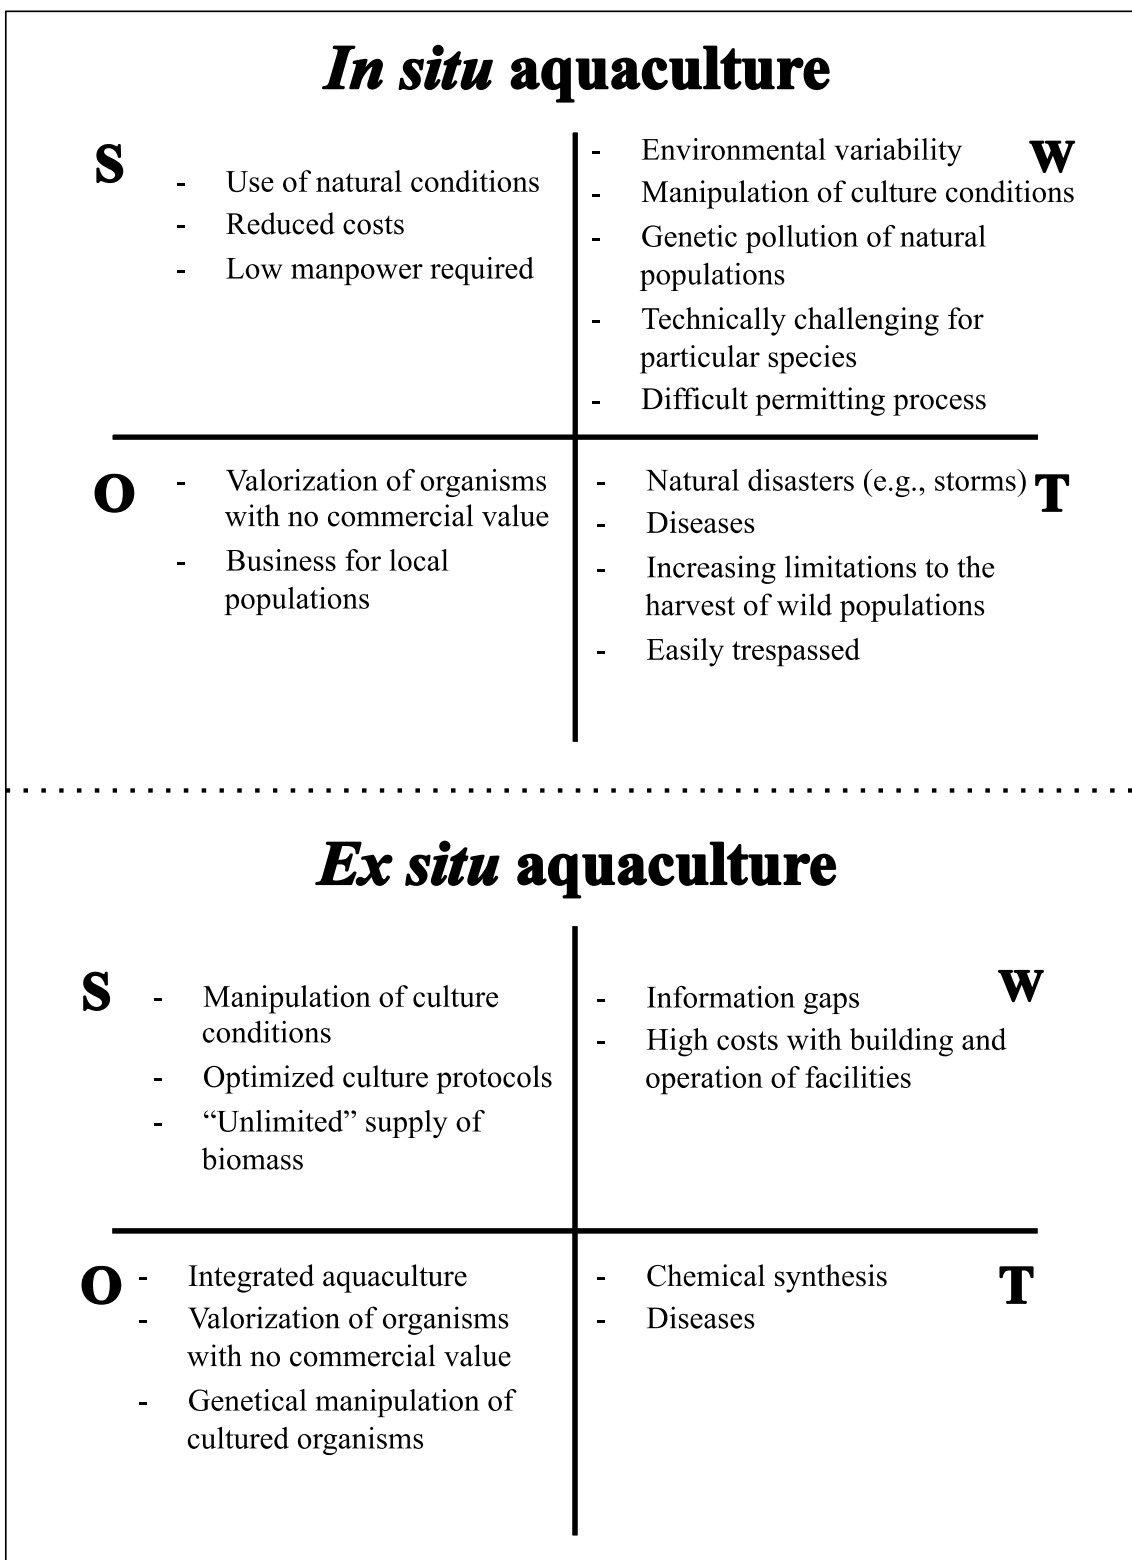 In situ aquaculture
S
- Use of natural conditions
- Reduced costs
- Low manpower required
W
- Environmental variability
- Manipulation of culture conditions
- Genetic pollution of natural
populations
- Technically challenging for
particular species
- Difficult permitting process
O
- Valorization of organisms
with no commercial value
- Business for local
populations
T
- Natural disasters (e.g., storms)
- Diseases
- Increasing limitations to the
harvest of wild populations
- Easily trespassed
Ex situ aquaculture
S
- Manipulation of culture
conditions
- Optimized culture protocols
- “Unlimited” supply of
biomass
W
- Information gaps
- High costs with building and
operation of facilities
O
- Integrated aquaculture
- Valorization of organisms
with no commercial value
- Genetical manipulation of
cultured organisms
T
- Chemical synthesis
- Diseases